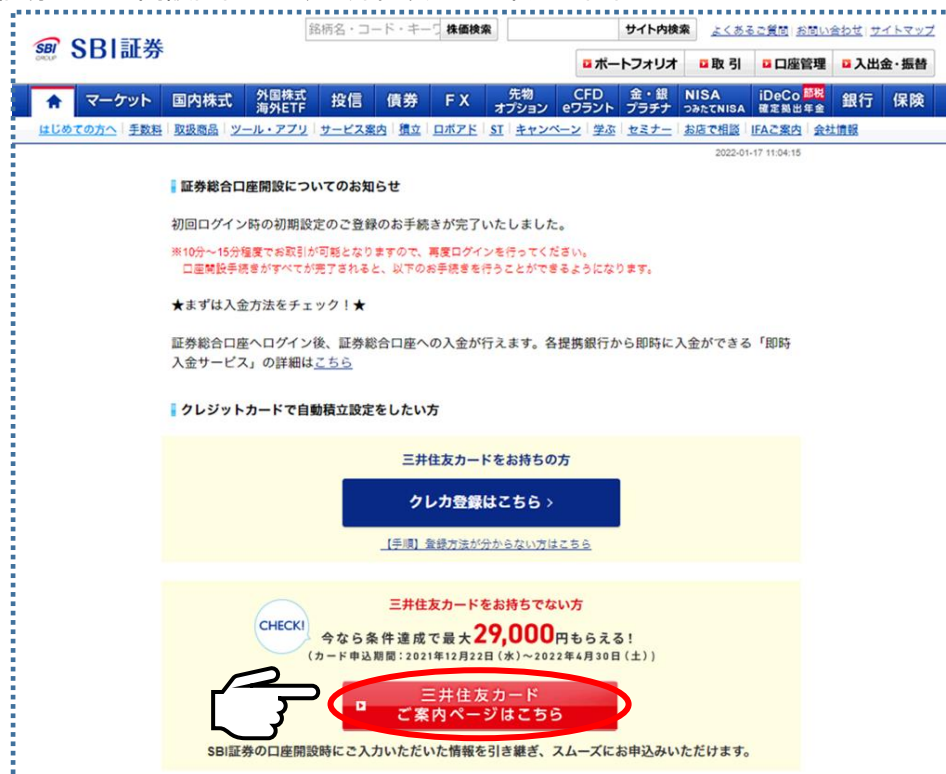 銘柄名・コード・キーワ 株価検索 サイト内検索 よくあるご質問 お問い合わせ サイトマップ
SBI GROUP SBI証券
ポートフォリオ 取 引 口座管理 入出金・振替
マーケット 国内株式 外国株式 海外ETF 投信 債券 FX 先物 オプション CFD eワラント 金・銀 プラチナ NISA つみたてNISA iDeCo 節税 確定拠出年金 銀行 保険
はじめての方へ 手数料 取扱商品 ツール・アプリ サービス案内 積立 ロボアド ST キャンペーン 学ぶ セミナー お店で相談 IFAご案内 会社情報
2022-01-17 11:04:15
証券総合口座開設についてのお知らせ
初回ログイン時の初期設定のご登録のお手続きが完了いたしました。
※10分～15分程度でお取引が可能となりますので、再度ログインを行ってください。
口座開設手続きがすべてが完了されると、以下のお手続きを行うことができるようになります。
★まずは入金方法をチェック！★
証券総合口座へログイン後、証券総合口座への入金が行えます。各提携銀行から即時に入金ができる「即時
入金サービス」の詳細はこちら
クレジットカードで自動積立設定をしたい方
三井住友カードをお持ちの方
クレカ登録はこちら >
【手順】登録方法が分からない方はこちら
三井住友カードをお持ちでない方
CHECK!
今なら条件達成で最大29,000円もらえる！
(カード申込期間：2021年12月22日(水)～2022年4月30日(土))
三井住友カード
ご案内ページはこちら
SBI証券の口座開設時にご入力いただいた情報を引き継ぎ、スムーズにお申込みいただけます。